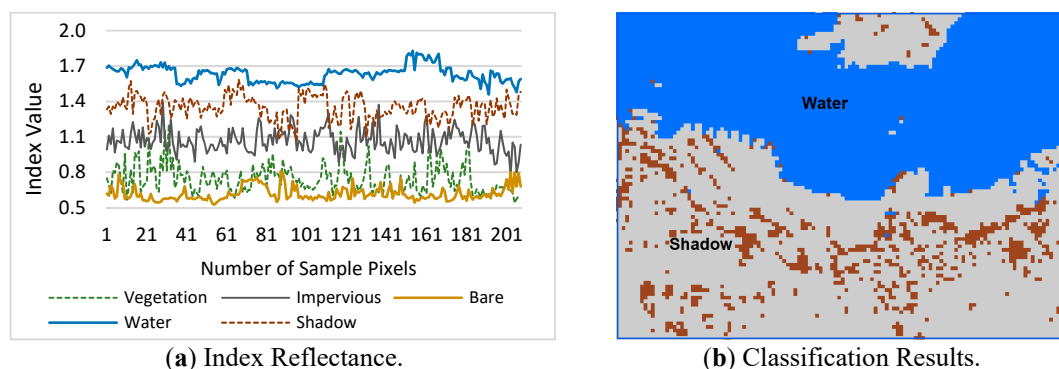 2.0
1.7
1.4
1.1
0.8
0.5
Index Value
1 21 41 61 81 101 121 141 161 181 201
Number of Sample Pixels
Vegetation Impervious Bare
Water Shadow
(a) Index Reflectance.
Water
Shadow
(b) Classification Results.